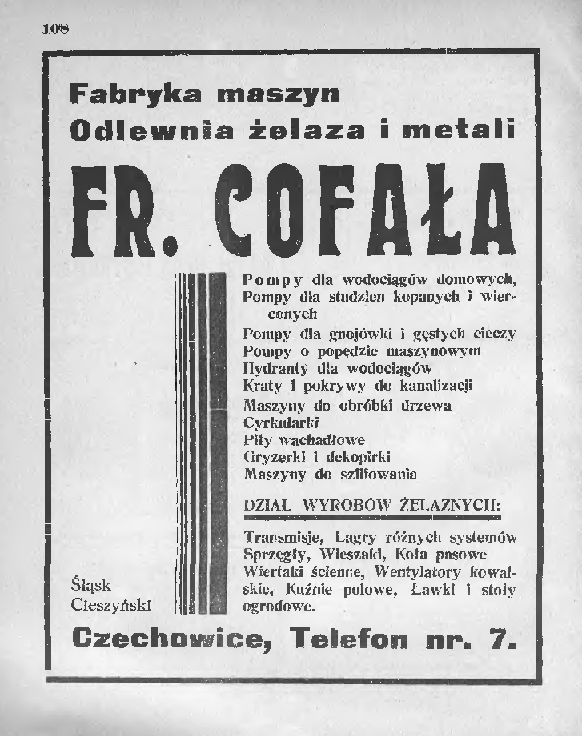 108
Fabryka maszyn
Odlewnia żelaza i metali
FR. COFAŁA
Pompy dla wodociągów domowych,
Pompy dla studzien kopanych i wier-
conych
Pompy dla gnojówki i gęstych cieczy
Pompy o popędzie maszynowym
Hydranty dla wodociągów
Kraty i pokrywy do kanalizacji
Maszyny do obróbki drzewa
Cyrkularki
Piły wachadłowe
Gryzerki i dekopirki
Maszyny do szlifowania
DZIAŁ WYROBÓW ŻELAZNYCH:
Transmisje, Lagry różnych systemów
Sprzęgły, Wieszaki, Koła pasowe
Wiertaki ścienne, Wentylatory kowal-
skie, Kuźnie polowe, Ławki i stoły
ogrodowe.
Śląsk
Cieszyński
Czechowice, Telefon nr. 7.